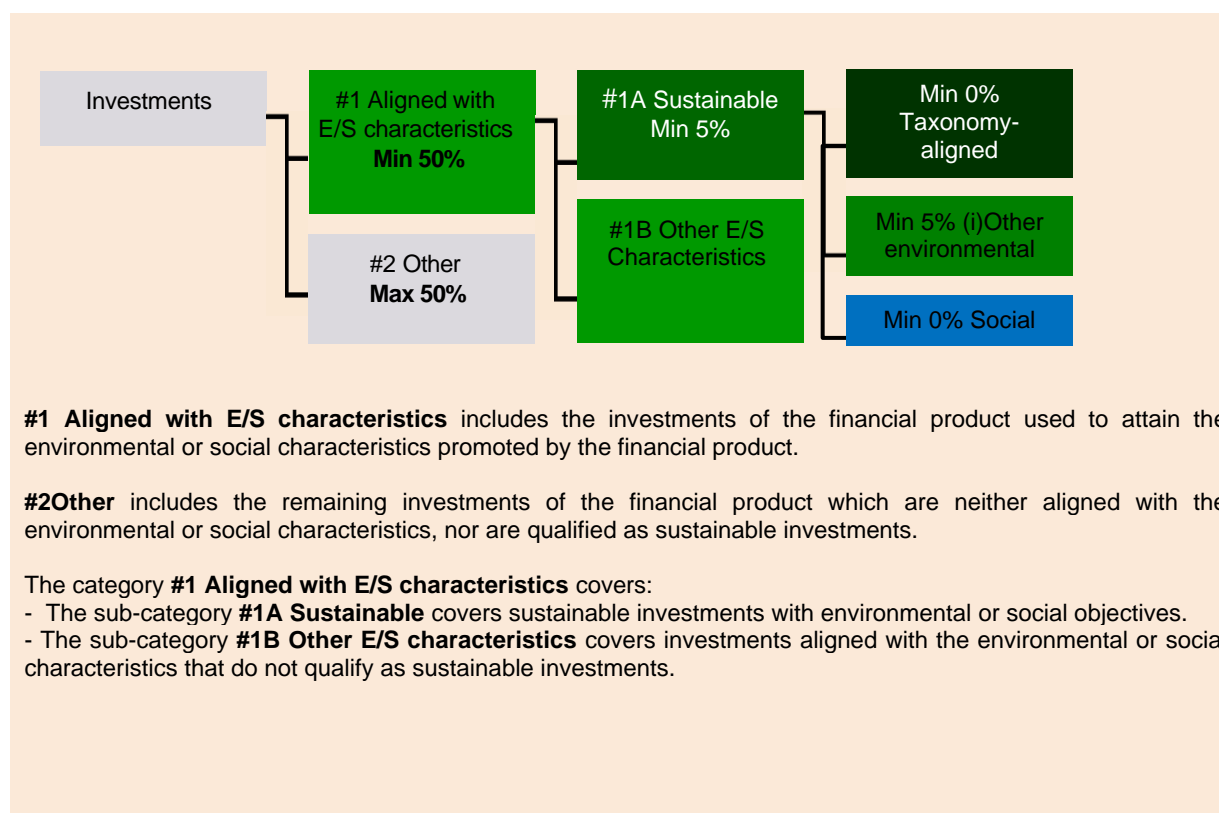 Investments
#1 Aligned with
E/S characteristics
Min 50%
#2 Other
Max 50%
#1A Sustainable
Min 5%
#1B Other E/S
Characteristics
Min 0%
Taxonomy-
aligned
Min 5% (i)Other
environmental
Min 0% Social
#1 Aligned with E/S characteristics includes the investments of the financial product used to attain the
environmental or social characteristics promoted by the financial product.
#2Other includes the remaining investments of the financial product which are neither aligned with the
environmental or social characteristics, nor are qualified as sustainable investments.
The category #1 Aligned with E/S characteristics covers:
- The sub-category #1A Sustainable covers sustainable investments with environmental or social objectives.
- The sub-category #1B Other E/S characteristics covers investments aligned with the environmental or social
characteristics that do not qualify as sustainable investments.